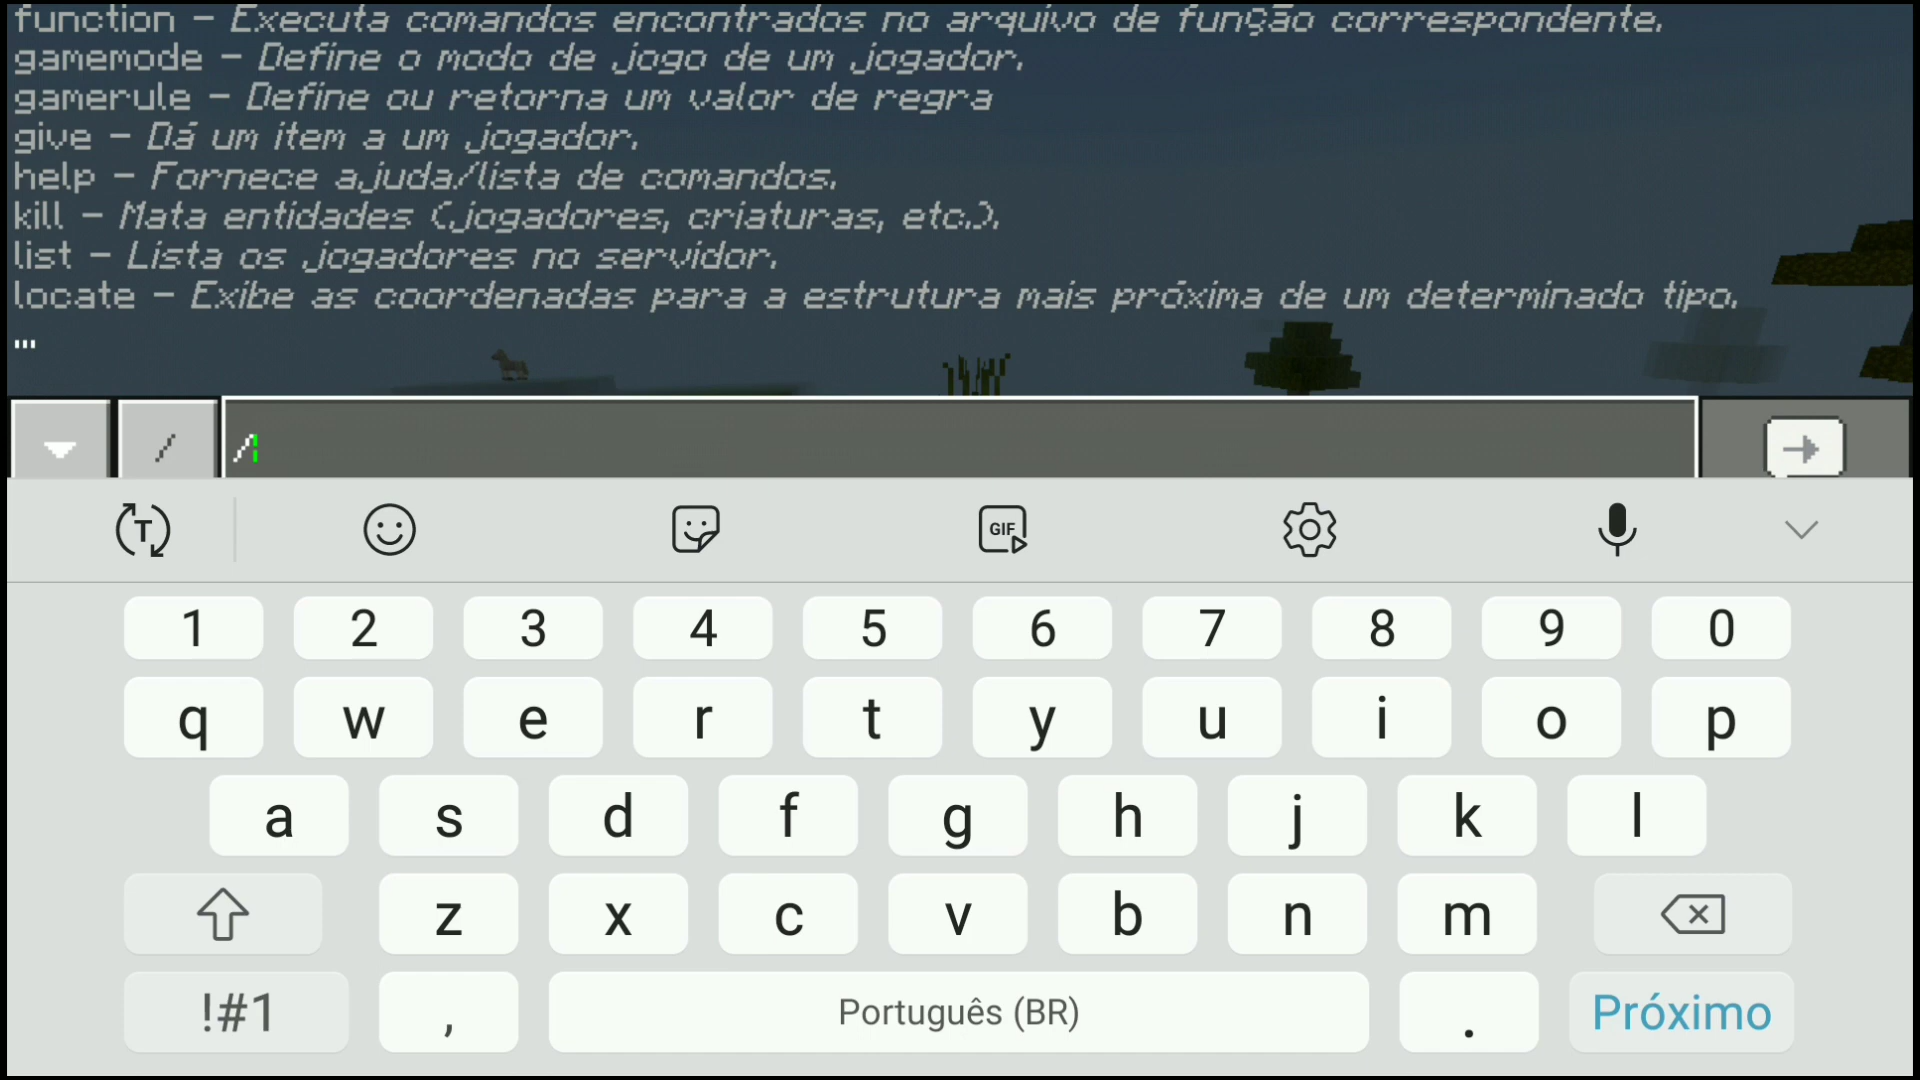 function - Executa comandos encontrados no arquivo de função correspondente.
gamemode - Define o modo de jogo de um jogador.
gamerule - Define ou retorna um valor de regra
give - Dá um item a um jogador.
help - Fornece ajuda/lista de comandos.
kill - Mata entidades (jogadores, criaturas, etc.).
list - Lista os jogadores no servidor.
locate - Exibe as coordenadas para a estrutura mais próxima de um determinado tipo.
...
/ /
T GIF
1 2 3 4 5 6 7 8 9 0
q w e r t y u i o p
a s d f g h j k l
z x c v b n m
!#1 , Português (BR) . Próximo